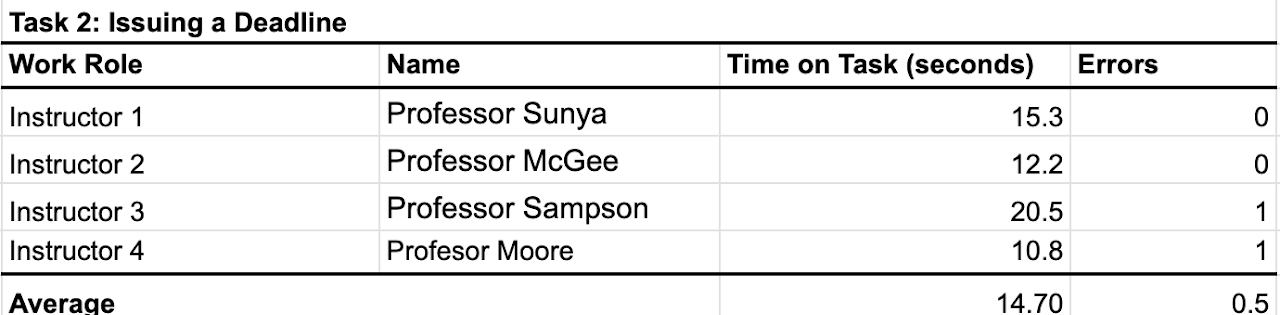 Task 2: Issuing a Deadline
Work Role Name Time on Task (seconds) Errors
Instructor 1 Professor Sunya 15.3 0
Instructor 2 Professor McGee 12.2 0
Instructor 3 Professor Sampson 20.5 1
Instructor 4 Profesor Moore 10.8 1
Average 14.70 0.5